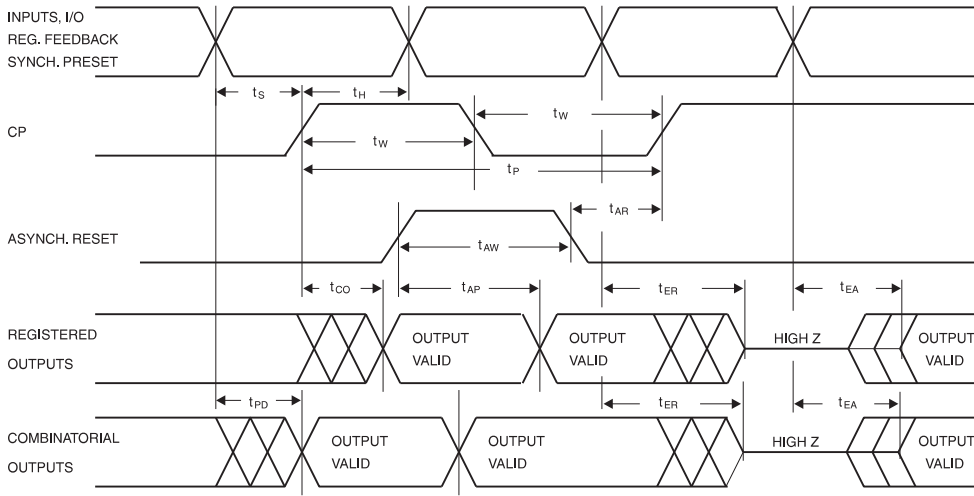 INPUTS, I/O
REG. FEEDBACK
SYNCH. PRESET
tS
tH
CP
tW
tW
tP
tAR
ASYNCH. RESET
tAW
tCO
tAP
tER
tEA
REGISTERED
OUTPUTS
OUTPUT
VALID
OUTPUT
VALID
HIGH Z
OUTPUT
VALID
tPD
tER
tEA
COMBINATORIAL
OUTPUTS
OUTPUT
VALID
OUTPUT
VALID
HIGH Z
OUTPUT
VALID